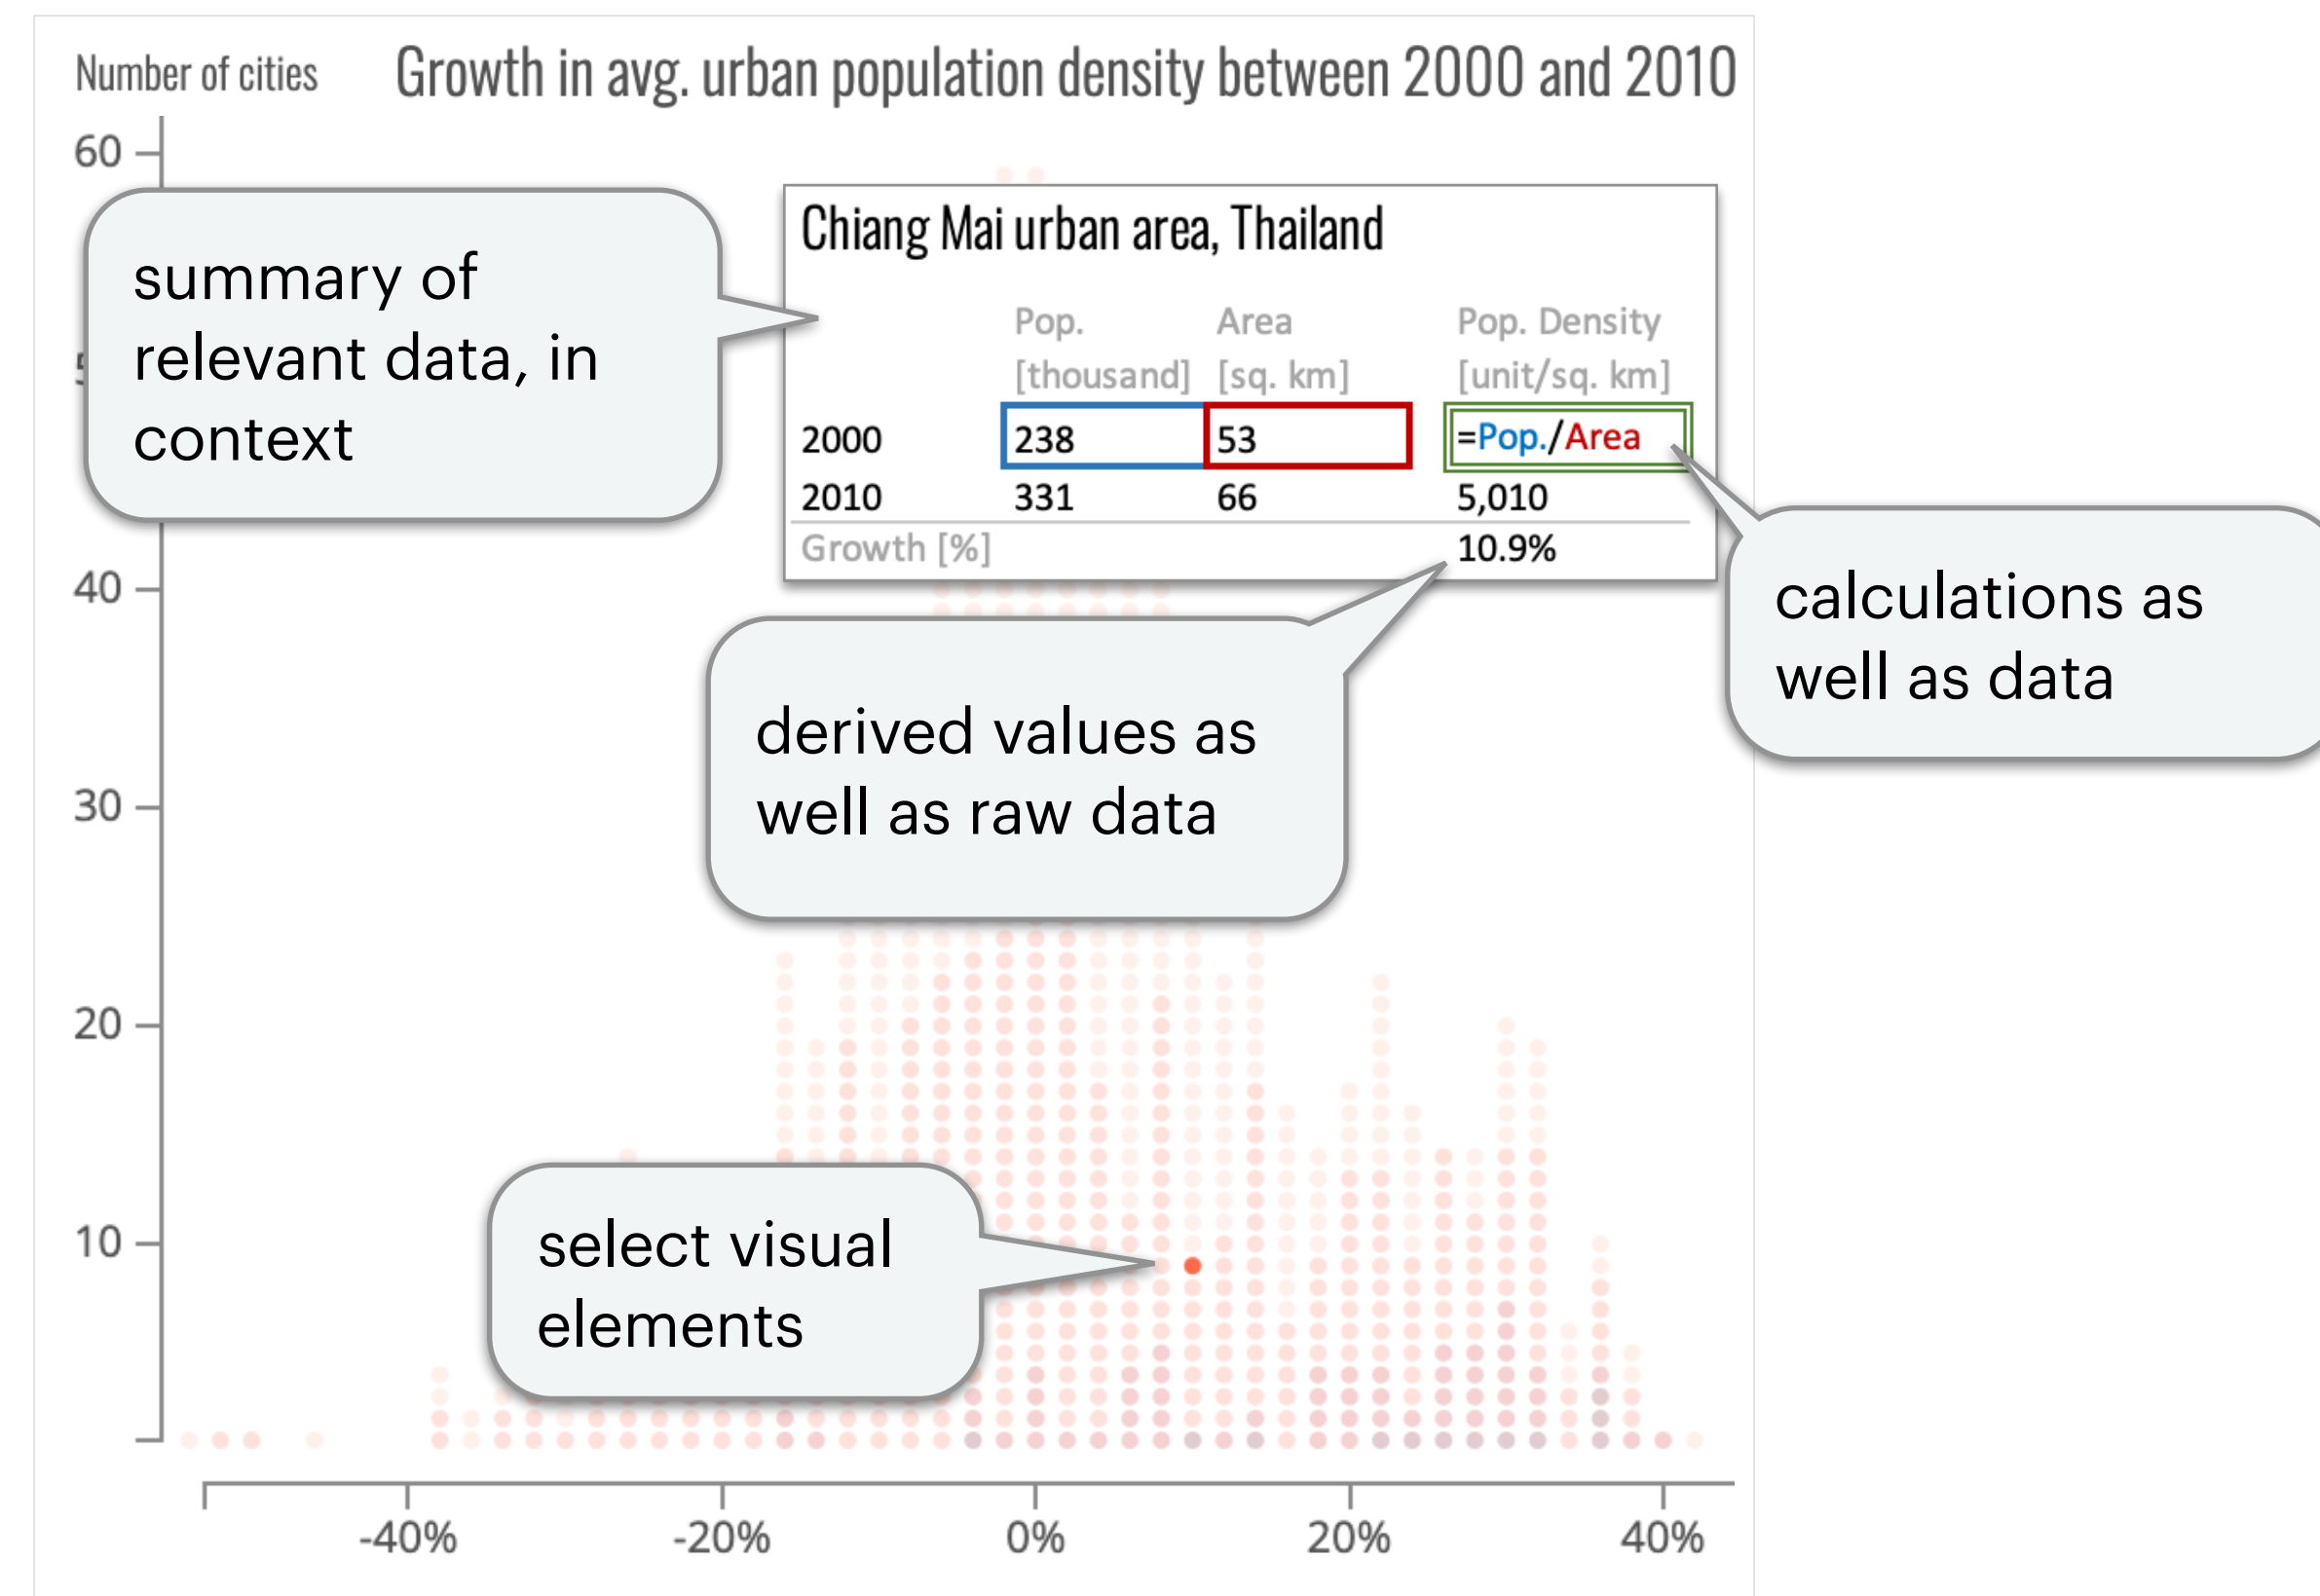 Number of cities
Growth in avg. urban population density between 2000 and 2010
60
summary of
relevant data, in
context
Chiang Mai urban area, Thailand
Pop. Area Pop. Density
[thousand] [sq. km] [unit/sq. km]
2000 238 53 =Pop./Area
2010 331 66 5,010
Growth [%] 10.9%
calculations as
well as data
40
derived values as
well as raw data
30
20
select visual
elements
10
-40% -20% 0% 20% 40%